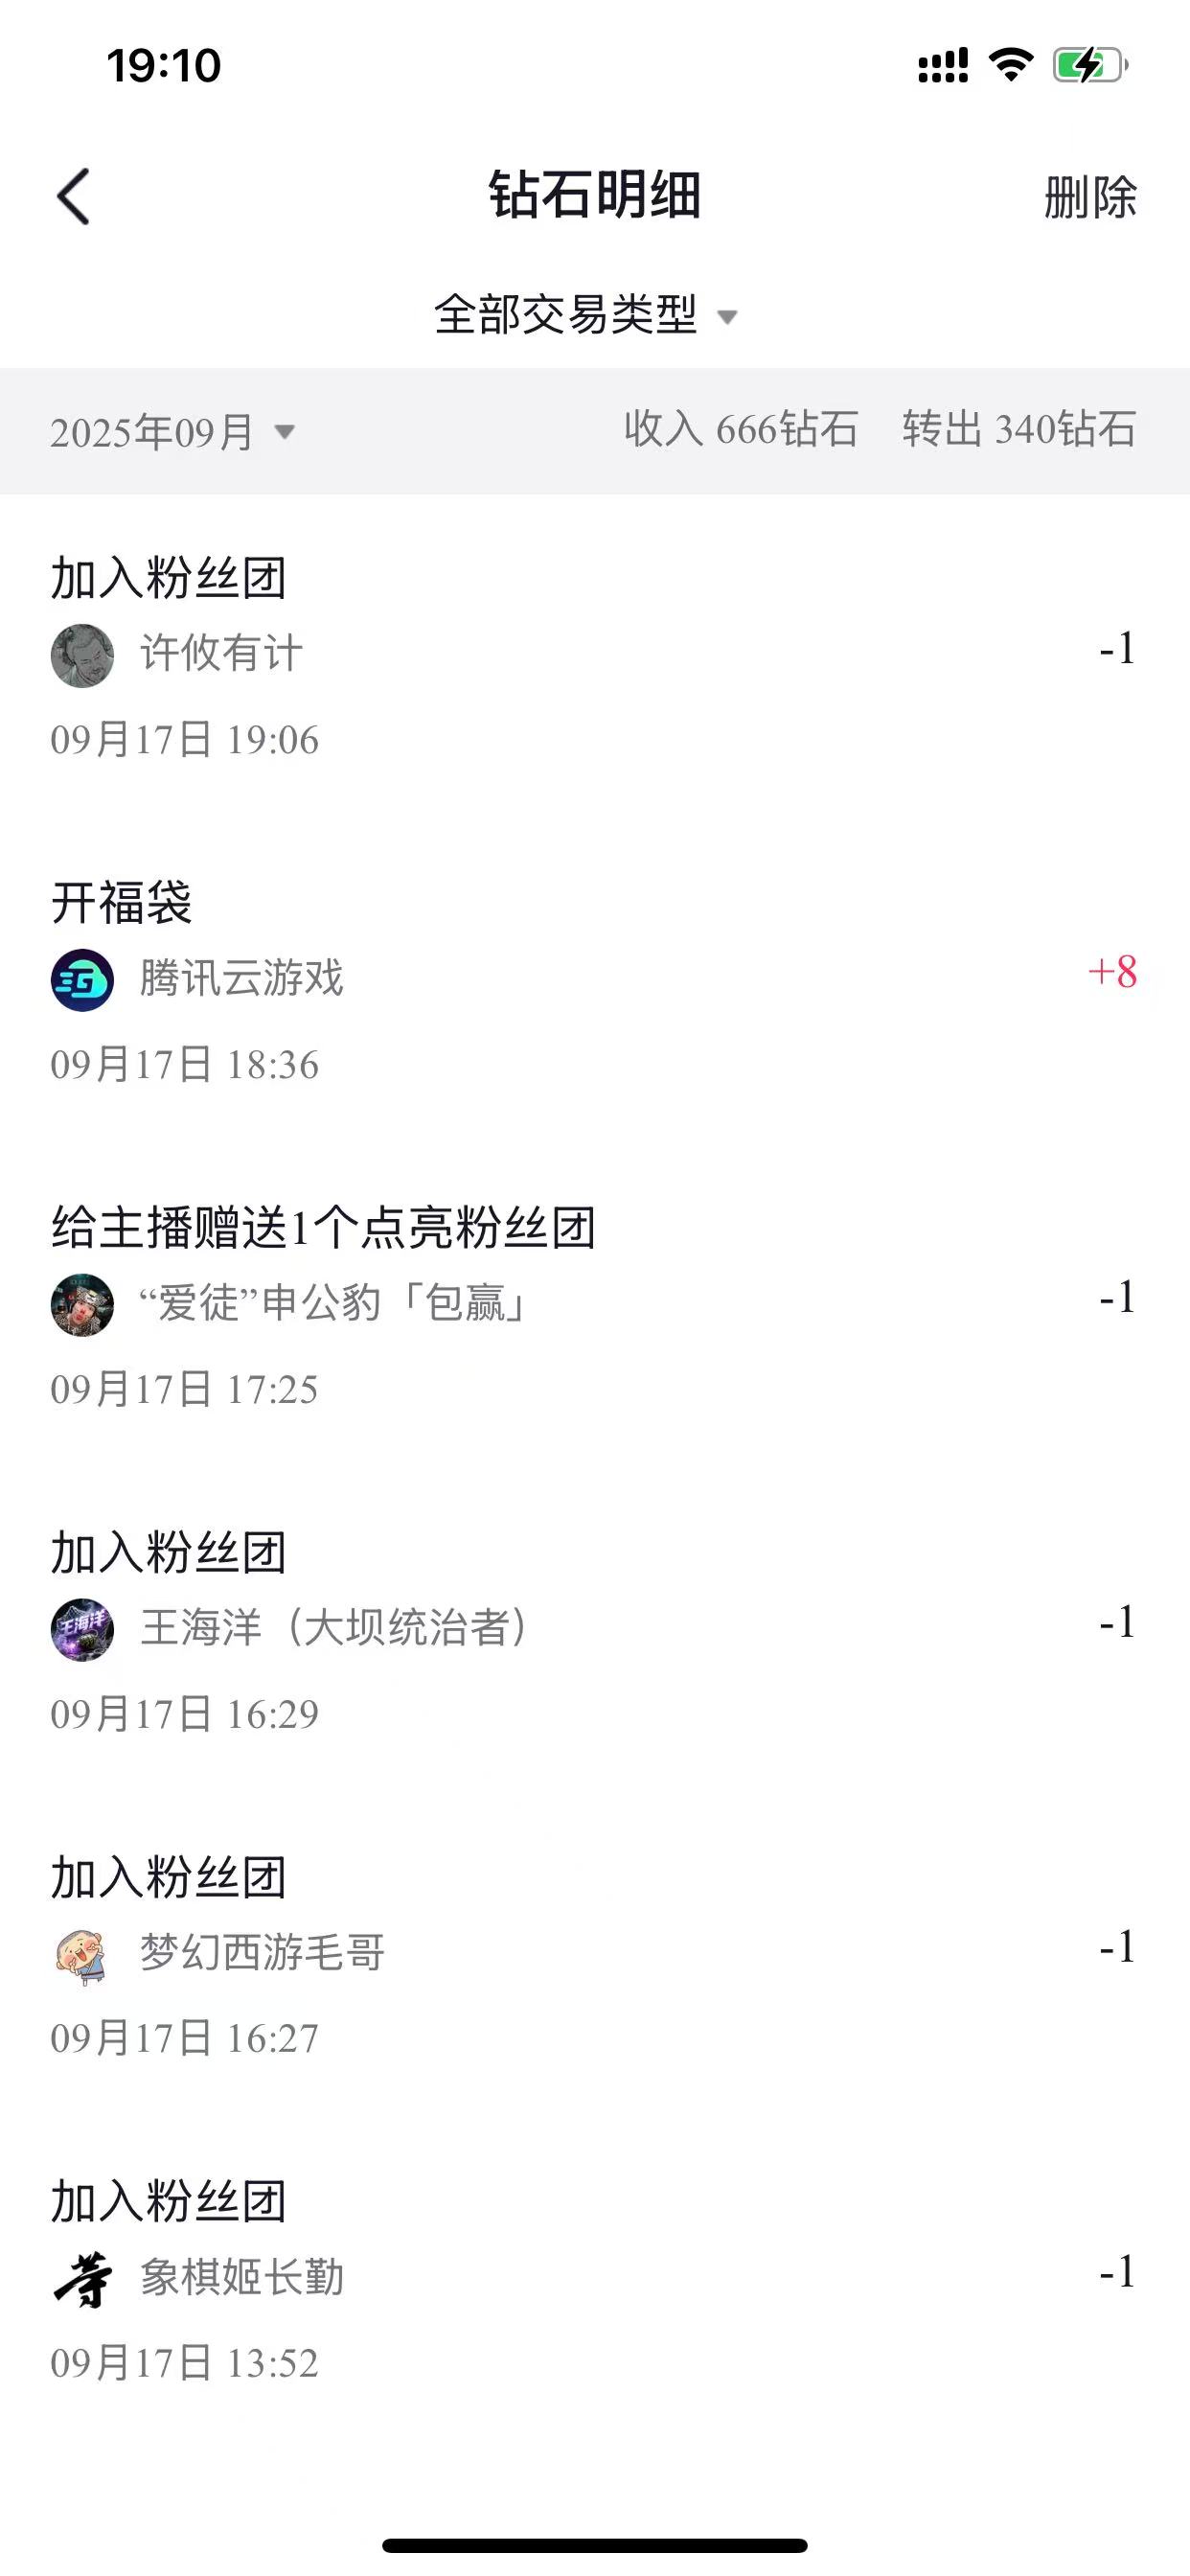 19:10
钻石明细
删除
全部交易类型
2025年09月 收入 666钻石 转出 340钻石
加入粉丝团
许攸有计
-1
09月17日 19:06
开福袋
腾讯云游戏
+8
09月17日 18:36
给主播赠送1个点亮粉丝团
“爱徒”申公豹「包赢」
-1
09月17日 17:25
加入粉丝团
王海洋
王海洋（大坝统治者）
-1
09月17日 16:29
加入粉丝团
梦幻西游毛哥
-1
09月17日 16:27
加入粉丝团
象棋姬长勤
-1
09月17日 13:52